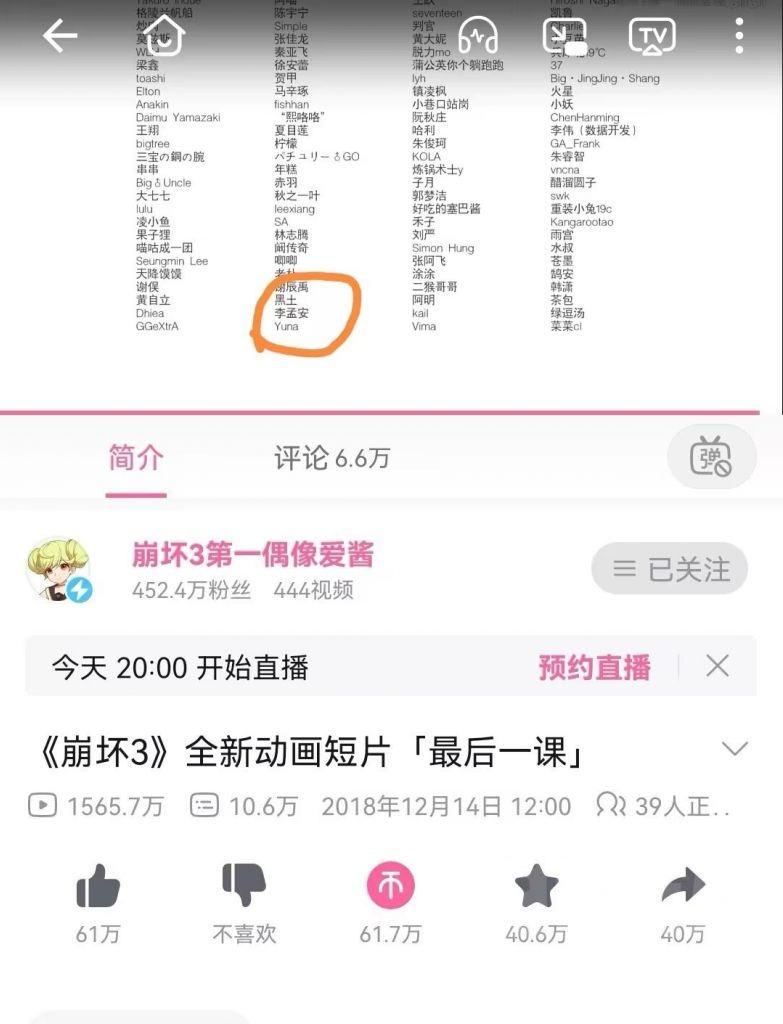 格陵兰帆船
toashi
Elton
Anakin
Daimu Yamazaki
王翔
bigtree
三宝の鋼の腕
串串
Big♂Uncle
大七七
lulu
凌小鱼
果子狸
喵咕成一团
Seungmin Lee
天降馍馍
谢俣
黄自立
Dhiea
GGeXtrA
梁鑫
陈宇宁
Simple
张佳龙
秦亚飞
徐安蕾
贺甲
马辛琢
fishhan
“熙咯咯”
夏目莲
柠檬
パチュリー♂GO
年糕
赤羽
秋之一叶
leexiang
SA
林志腾
阚传奇
唧唧
谢辰禹
黑土
李孟安
Yuna
seventeen
判官
黄大妮
脱力mo
蒲公英你个躺跑跑
lyh
镇凌枫
小巷口站岗
阮秋庄
哈利
朱俊珂
KOLA
炼锅术士y
子月
郭梦洁
好吃的塞巴酱
禾子
刘严
Simon Hung
张阿飞
涂涂
二猴哥哥
阿明
kail
Vima
凯鲁
37
Big·JingJing·Shang
火星
小妖
ChenHanming
李伟（数据开发）
GA_Frank
朱睿智
vncna
醋溜圆子
swk
重装小兔19c
Kangarootao
雨宫
水叔
苍墨
鹄安
韩潇
茶包
绿逗汤
菜菜cl
TV
简介
评论 6.6万
弹
崩坏3第一偶像爱酱
452.4万粉丝 444视频
已关注
今天 20:00 开始直播
预约直播
《崩坏3》全新动画短片「最后一课」
1565.7万 10.6万 2018年12月14日 12:00 39人正..
61万
不喜欢
61.7万
40.6万
40万